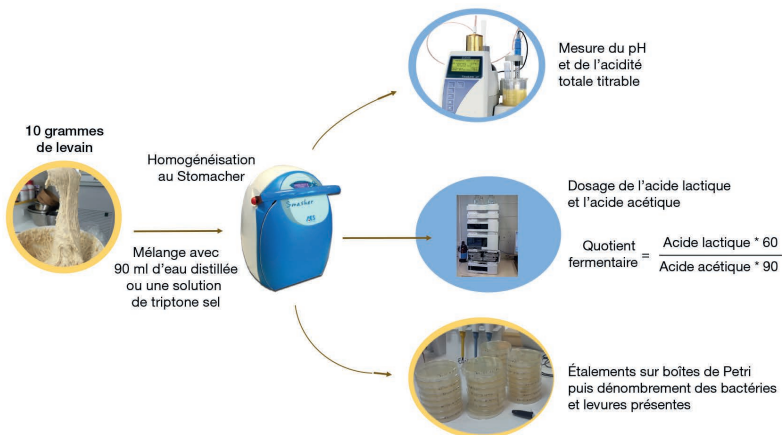 10 grammes
de levain
Homogénéisation
au Stomacher
Smasher
AES
Mélange avec
90 ml d'eau distillée
ou une solution
de triptone sel
Mesure du pH
et de l'acidité
totale titrable
Dosage de l'acide lactique
et l'acide acétique
Quotient
fermentaire = Acide lactique * 60
Acide acétique * 90
Étalements sur boîtes de Petri
puis dénombrement des bactéries
et levures présentes